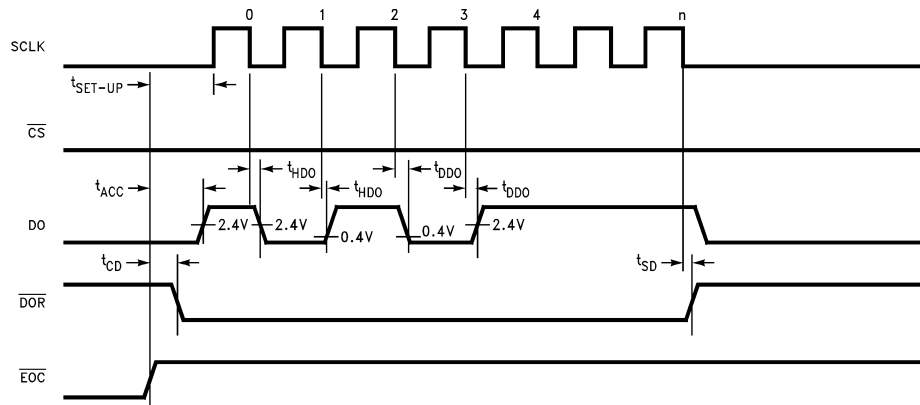 0 1 2 3 4 n
SCLK
tSET-UP
CS
tHDO tDDO
tACC tHDO tDDO
DO 2.4V 2.4V 0.4V 0.4V 2.4V
tCD tSD
DOR
EOC